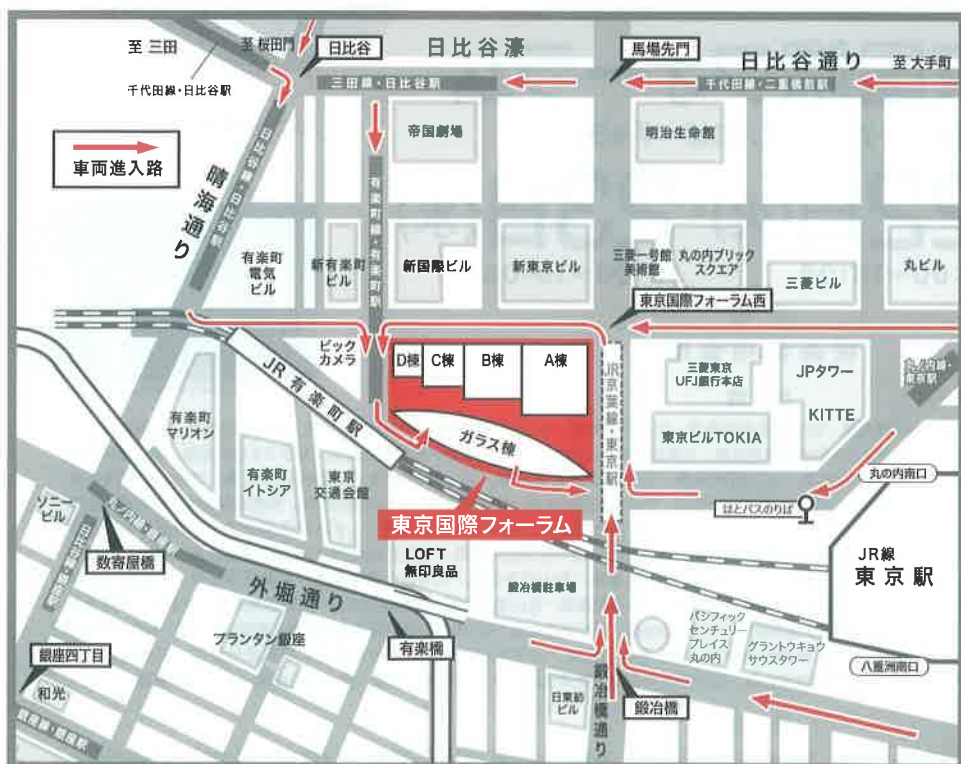 至 三田
至 桜田門
日比谷
日比谷濠
馬場先門
日比谷通り
至 大手町
千代田線・日比谷駅
三田線・日比谷駅
千代田線・二重橋前駅
車両進入路
日比谷線・日比谷駅
晴海通り
帝国劇場
明治生命館
有楽町線・有楽町駅
有楽町
電気
ビル
新有楽町
ビル
新国際ビル
新東京ビル
三菱一号館
美術館
丸の内ブリック
スクエア
三菱ビル
丸ビル
東京国際フォーラム西
ビック
カメラ
D棟
C棟
B棟
A棟
ガラス棟
JR京葉線・東京駅
三菱東京
UFJ銀行本店
JPタワー
KITTE
丸ノ内線・
東京駅
東京ビルTOKIA
JR有楽町駅
有楽町
マリオン
有楽町
イトシア
東京
交通会館
東京国際フォーラム
はとバスのりば
丸の内南口
JR線
東京駅
ソニー
ビル
数寄屋橋
外堀通り
LOFT
無印良品
鍛冶橋駐車場
パシフィック
センチュリー
プレイス
丸の内
グラントウキョウ
サウスタワー
八重洲南口
プランタン銀座
有楽橋
銀座四丁目
和光
銀座線・銀座駅
日東紡
ビル
鍛冶橋通り
鍛冶橋